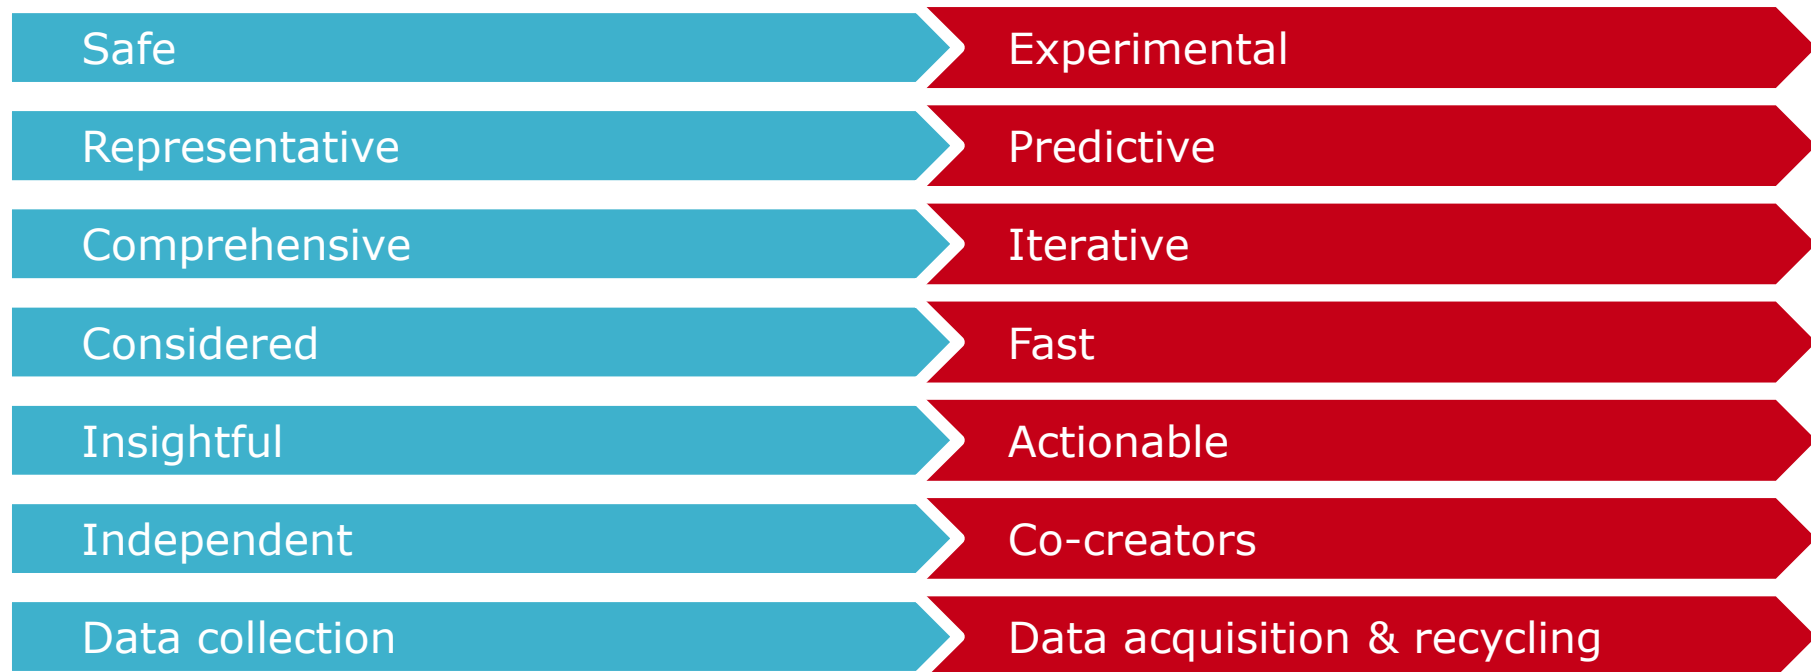 Safe
Experimental
Representative
Predictive
Comprehensive
Iterative
Considered
Fast
Insightful
Actionable
Independent
Co-creators
Data collection
Data acquisition & recycling